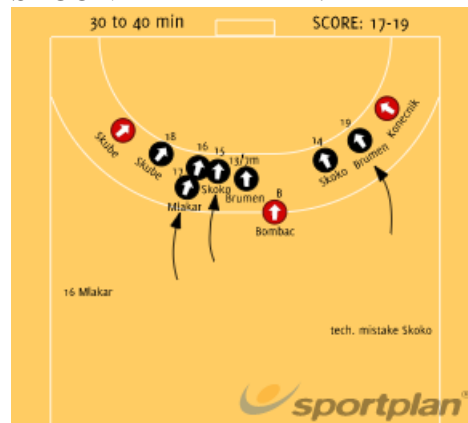 30 to 40 min
SCORE: 17-19
Konecnik
19
Brumen
14
Skoko
Skube
18
Skube
16
15
13/7m
17
Skoko
Brumen
Mlakar
8
Bombac
16 Mlakar
tech. mistake Skoko
sportplan®